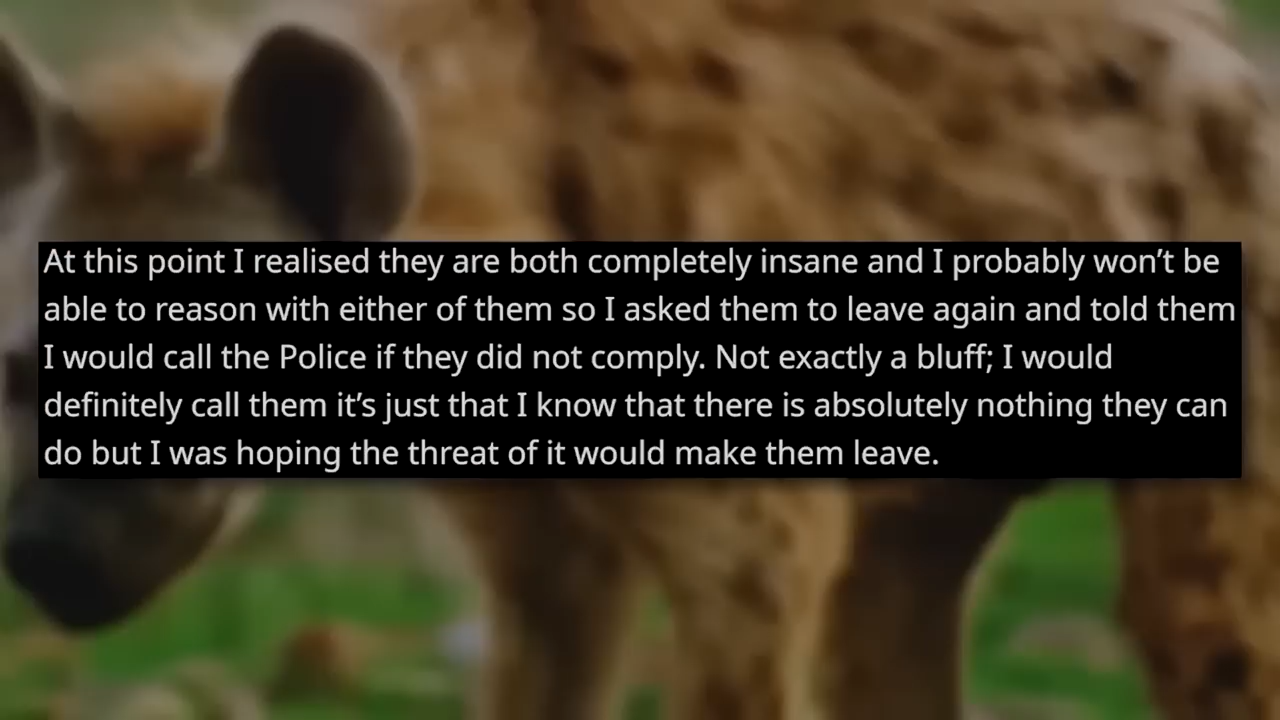 At this point I realised they are both completely insane and I probably won’t be
able to reason with either of them so I asked them to leave again and told them
I would call the Police if they did not comply. Not exactly a bluff; I would
definitely call them it’s just that I know that there is absolutely nothing they can
do but I was hoping the threat of it would make them leave.